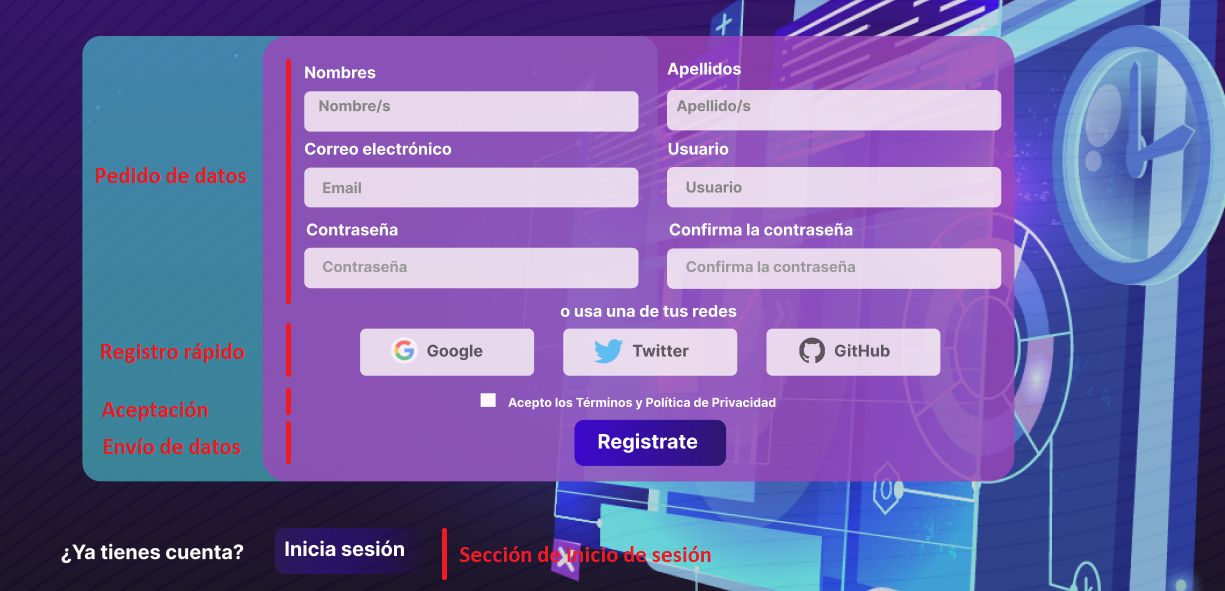 Nombres
Apellidos
Nombre/s
Apellido/s
Correo electrónico
Usuario
Pedido de datos
Email
Usuario
Contraseña
Confirma la contraseña
Contraseña
Confirma la contraseña
o usa una de tus redes
Registro rápido
Google
Twitter
GitHub
Aceptación
Acepto los Términos y Política de Privacidad
Envío de datos
Registrate
¿Ya tienes cuenta?
Inicia sesión
Sección de inicio de sesión